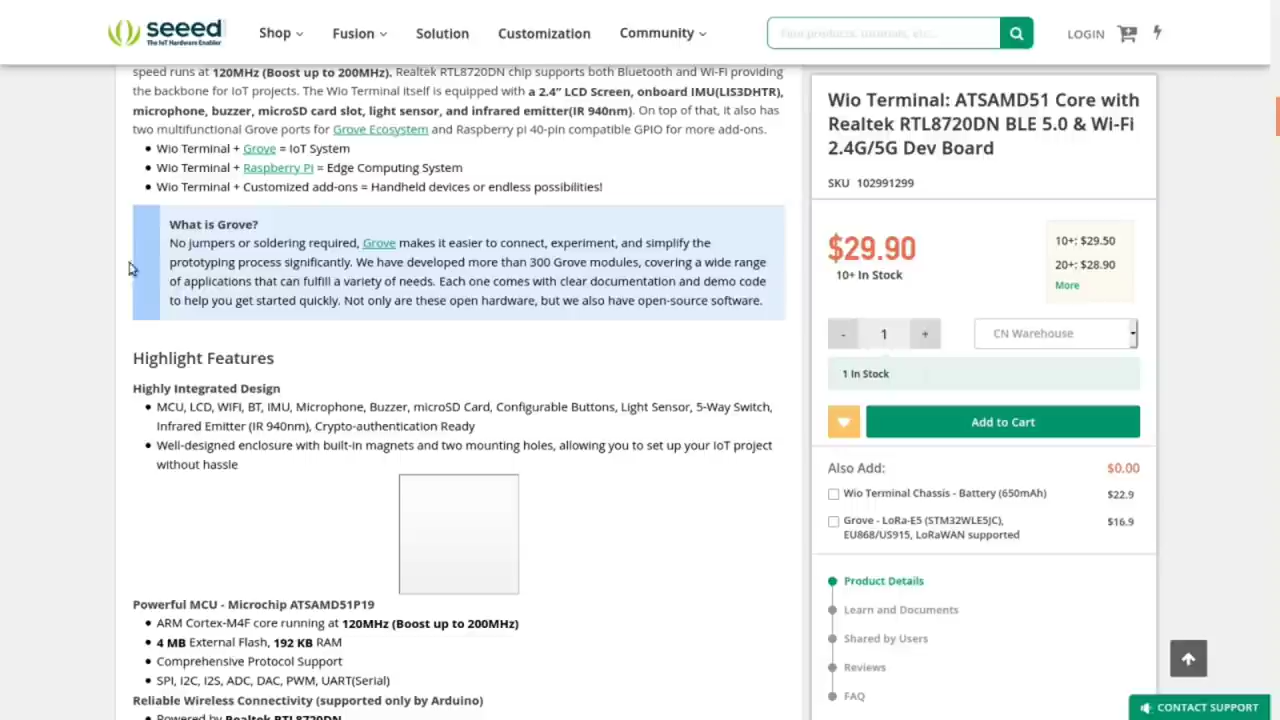 seeed
The IoT Hardware Enabler
Shop
Fusion
Solution
Customization
Community
Find products, tutorials, etc...
LOGIN
speed runs at 120MHz (Boost up to 200MHz). Realtek RTL8720DN chip supports both Bluetooth and Wi-Fi providing
the backbone for IoT projects. The Wio Terminal itself is equipped with a 2.4” LCD Screen, onboard IMU(LIS3DHTR),
microphone, buzzer, microSD card slot, light sensor, and infrared emitter(IR 940nm). On top of that, it also has
two multifunctional Grove ports for Grove Ecosystem and Raspberry pi 40-pin compatible GPIO for more add-ons.
Wio Terminal + Grove = IoT System
Wio Terminal + Raspberry Pi = Edge Computing System
Wio Terminal + Customized add-ons = Handheld devices or endless possibilities!
What is Grove?
No jumpers or soldering required, Grove makes it easier to connect, experiment, and simplify the
prototyping process significantly. We have developed more than 300 Grove modules, covering a wide range
of applications that can fulfill a variety of needs. Each one comes with clear documentation and demo code
to help you get started quickly. Not only are these open hardware, but we also have open-source software.
Highlight Features
Highly Integrated Design
MCU, LCD, WIFI, BT, IMU, Microphone, Buzzer, microSD Card, Configurable Buttons, Light Sensor, 5-Way Switch,
Infrared Emitter (IR 940nm), Crypto-authentication Ready
Well-designed enclosure with built-in magnets and two mounting holes, allowing you to set up your IoT project
without hassle
Powerful MCU - Microchip ATSAMD51P19
ARM Cortex-M4F core running at 120MHz (Boost up to 200MHz)
4 MB External Flash, 192 KB RAM
Comprehensive Protocol Support
SPI, I2C, I2S, ADC, DAC, PWM, UART(Serial)
Reliable Wireless Connectivity (supported only by Arduino)
Powered by Realtek RTL8720DN
Wio Terminal: ATSAMD51 Core with
Realtek RTL8720DN BLE 5.0 & Wi-Fi
2.4G/5G Dev Board
SKU 102991299
$29.90
10+ In Stock
10+: $29.50
20+: $28.90
More
- 1 +
CN Warehouse
1 In Stock
Add to Cart
Also Add: $0.00
Wio Terminal Chassis - Battery (650mAh) $22.9
Grove - LoRa-E5 (STM32WLE5JC), $16.9
EU868/US915, LoRaWAN supported
Product Details
Learn and Documents
Shared by Users
Reviews
FAQ
CONTACT SUPPORT